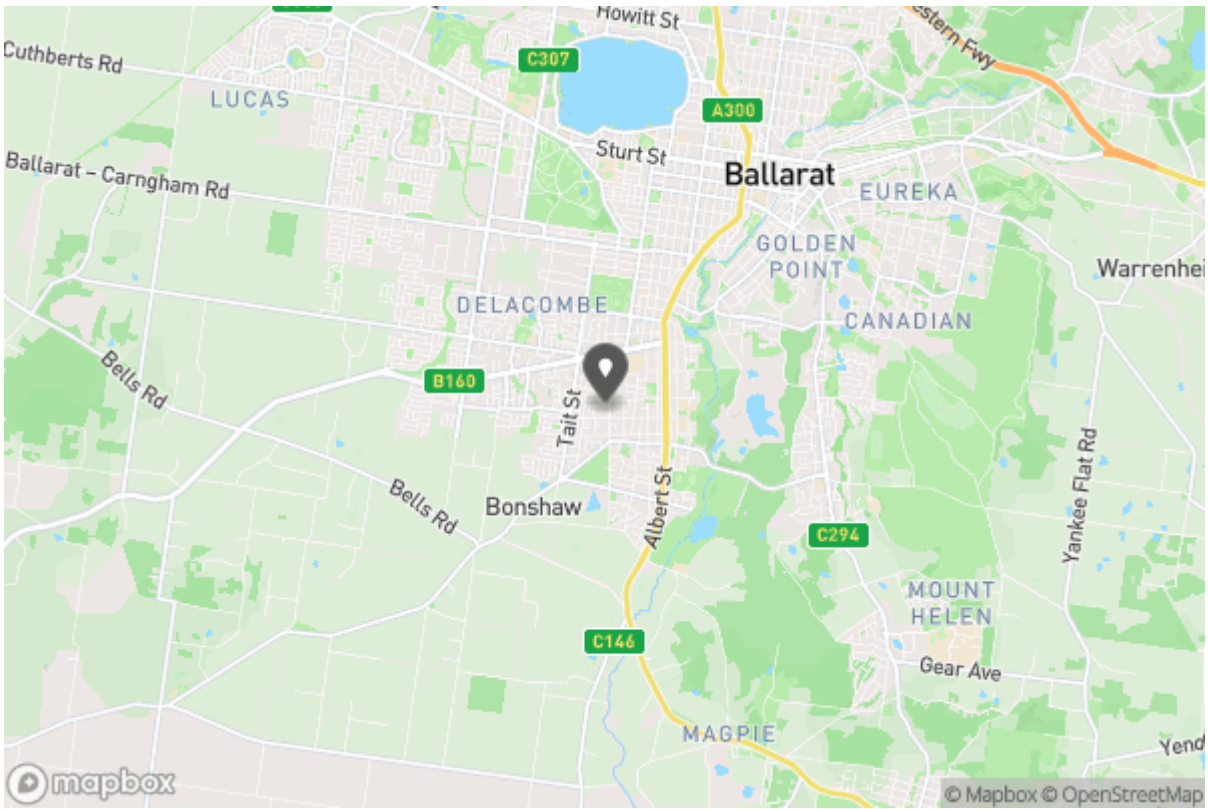 Howitt St
estern Fwy
Cuthberts Rd
C307
LUCAS
A300
Sturt St
Ballarat – Carngham Rd
Ballarat
EUREKA
GOLDEN
POINT
Warrenhei
DELACOMBE
CANADIAN
Bells Rd
B160
Tait St
Yankee Flat Rd
Bells Rd
Bonshaw
Albert St
C294
MOUNT
HELEN
C146
Gear Ave
MAGPIE
Yend
mapbox
© Mapbox © OpenStreetMap